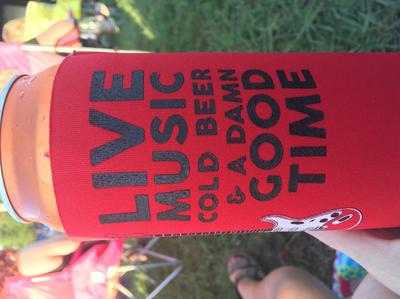 LIVE
MUSIC
COLD BEER
& A DAMN
GOOD
TIME